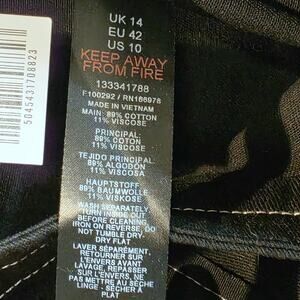 UK 14
EU 42
US 10
KEEP AWAY
FROM FIRE
133341788
F100292 / RN186978
MADE IN VIETNAM
MAIN: 89% COTTON
11% VISCOSE
PRINCIPAL:
89% COTON
11% VISCOSE
TEJIDO PRINCIPAL:
89% ALGODÓN
11% VISCOSA
HAUPTSTOFF:
89% BAUMWOLLE
11% VISKOSE
WASH SEPARATELY,
TURN INSIDE OUT
BEFORE CLEANING,
IRON ON REVERSE, DO
NOT TUMBLE DRY,
DRY FLAT
LAVER SÉPARÉMENT,
RETOURNER SUR
L'ENVERS AVANT
LAVAGE, REPASSER
SUR L'ENVERS, NE
PAS METTRE AU SÈCHE
LINGE - SÉCHER À
PLAT
5045431708823